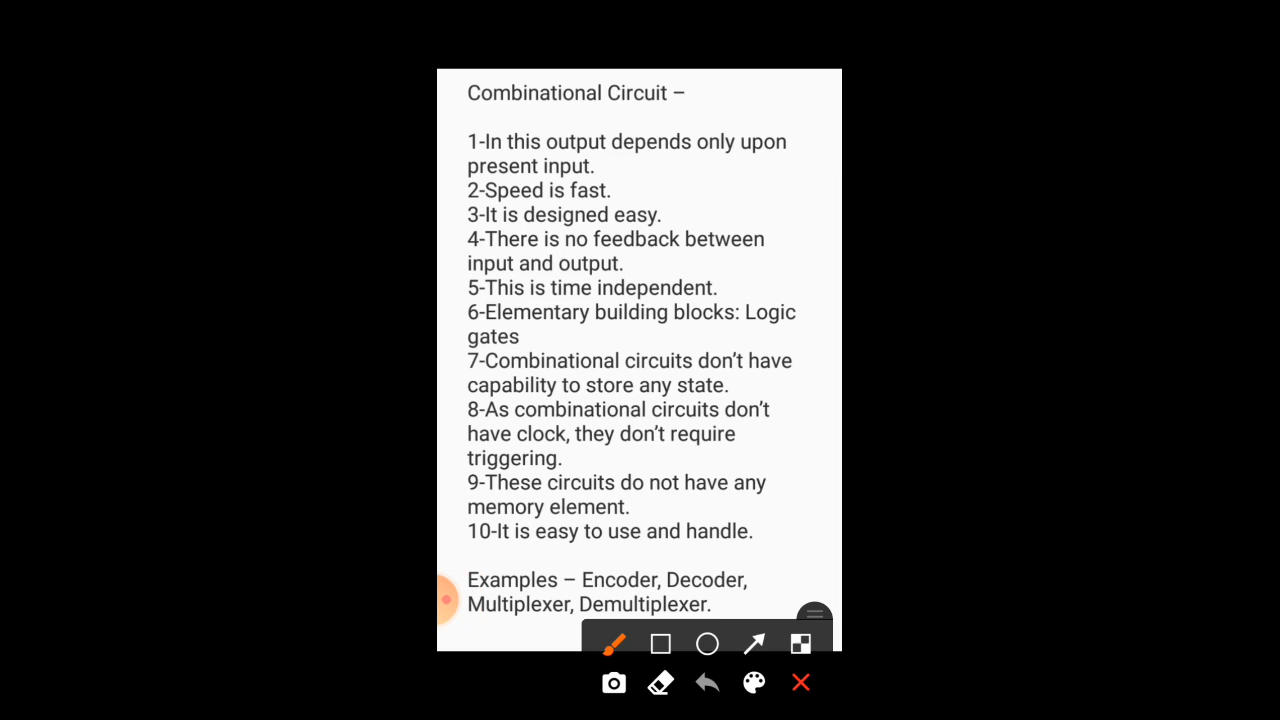 Combinational Circuit –
1-In this output depends only upon
present input.
2-Speed is fast.
3-It is designed easy.
4-There is no feedback between
input and output.
5-This is time independent.
6-Elementary building blocks: Logic
gates
7-Combinational circuits don’t have
capability to store any state.
8-As combinational circuits don’t
have clock, they don’t require
triggering.
9-These circuits do not have any
memory element.
10-It is easy to use and handle.
Examples – Encoder, Decoder,
Multiplexer, Demultiplexer.